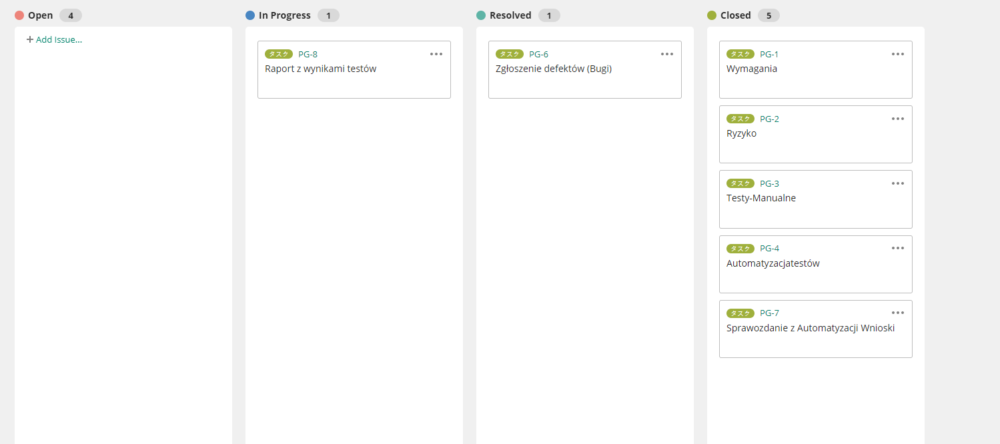 Open 4
+ Add Issue...
In Progress 1
タスク PG-8
Raport z wynikami testów
Resolved 1
タスク PG-6
Zgłoszenie defektów (Bugi)
Closed 5
タスク PG-1
Wymagania
タスク PG-2
Ryzyko
タスク PG-3
Testy-Manualne
タスク PG-4
Automatyzacjatestów
タスク PG-7
Sprawozdanie z Automatyzacji Wnioski